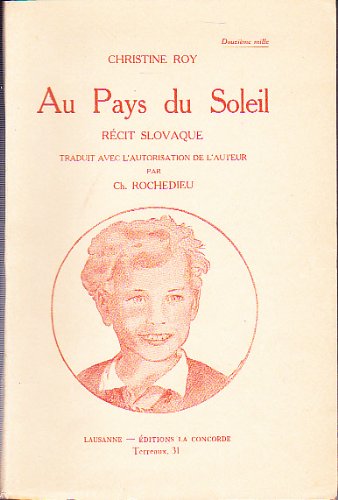 Douzième mille
CHRISTINE ROY
Au Pays du Soleil
RÉCIT SLOVAQUE
TRADUIT AVEC L'AUTORISATION DE L'AUTEUR
PAR
Ch. ROCHEDIEU
LAUSANNE — ÉDITIONS LA CONCORDE
Terreaux, 31